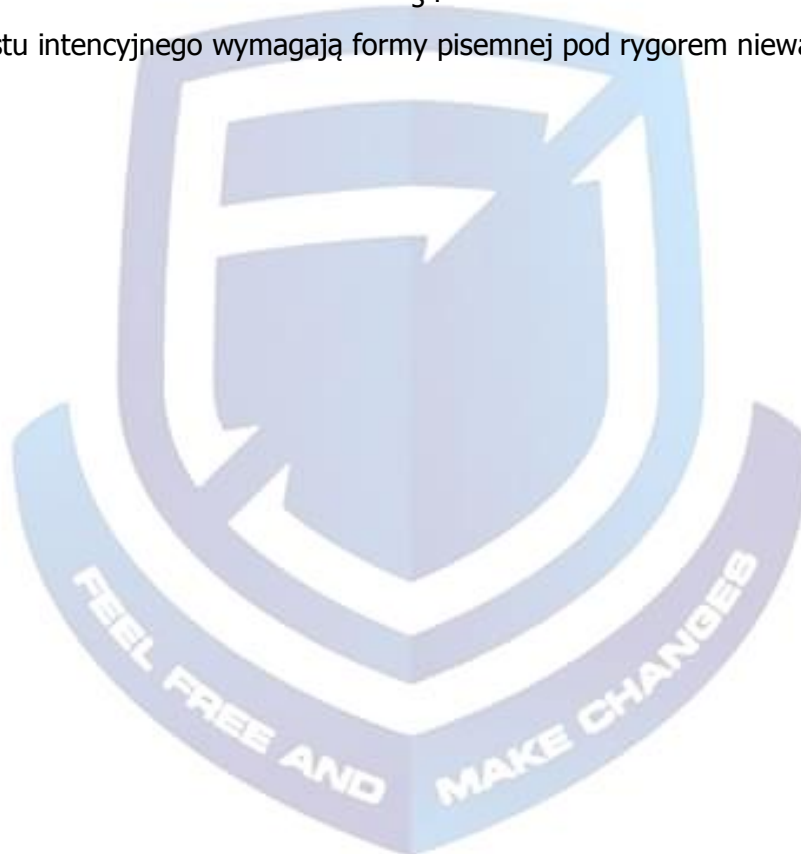 stu intencyjnego wymagają formy pisemnej pod rygorem niewa
FEEL FREE AND MAKE CHANGES